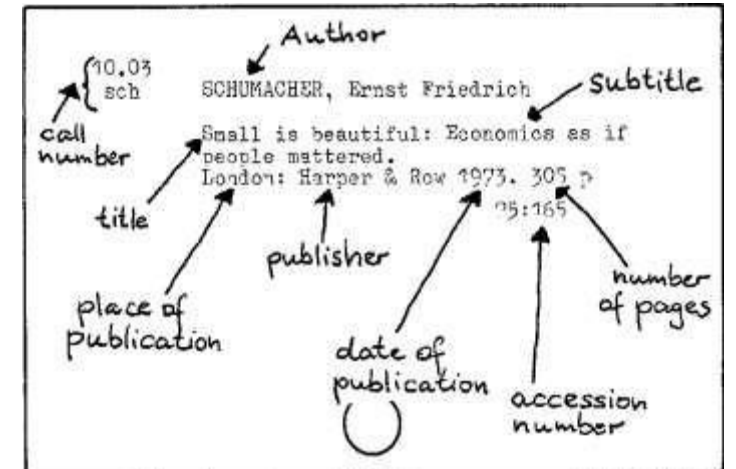 Author
10.03
sch
SCHUMACHER, Ernst Friedrich
subtitle
call
number
Small is beautiful: Economics as if
people mattered.
London: Harper & Row 1973. 305 p
75:165
title
publisher
number
of pages
place of
publication
date of
publication
accession
number